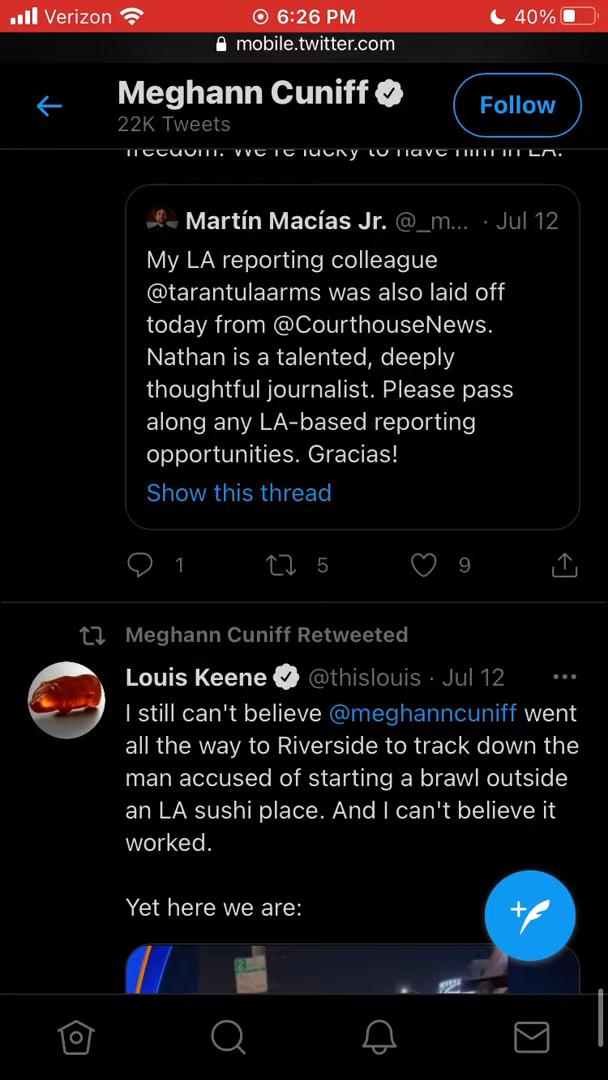 Verizon 6:26 PM 40%
mobile.twitter.com
Meghann Cuniff
22K Tweets
Follow
freedom. We're lucky to have him in LA.
Martín Macías Jr. @_m... · Jul 12
My LA reporting colleague
@tarantulaarms was also laid off
today from @CourthouseNews.
Nathan is a talented, deeply
thoughtful journalist. Please pass
along any LA-based reporting
opportunities. Gracias!
Show this thread
1 5 9
Meghann Cuniff Retweeted
Louis Keene @thislouis · Jul 12
I still can't believe @meghanncuniff went
all the way to Riverside to track down the
man accused of starting a brawl outside
an LA sushi place. And I can't believe it
worked.
Yet here we are: